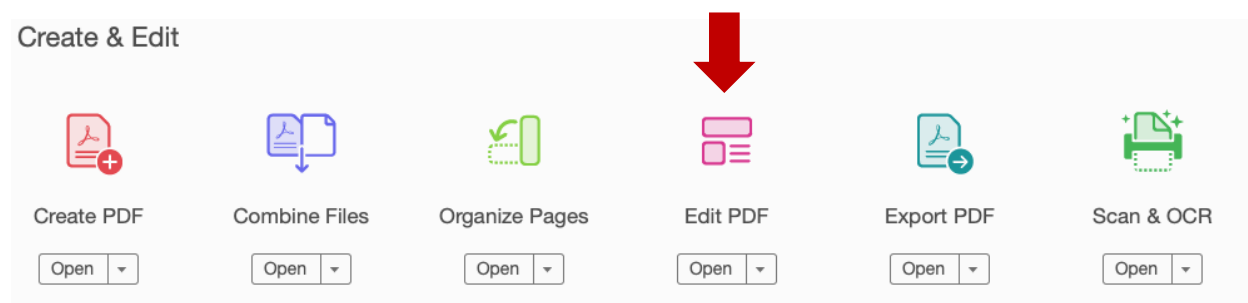 Create & Edit
Create PDF
Combine Files
Organize Pages
Edit PDF
Export PDF
Scan & OCR
Open
Open
Open
Open
Open
Open